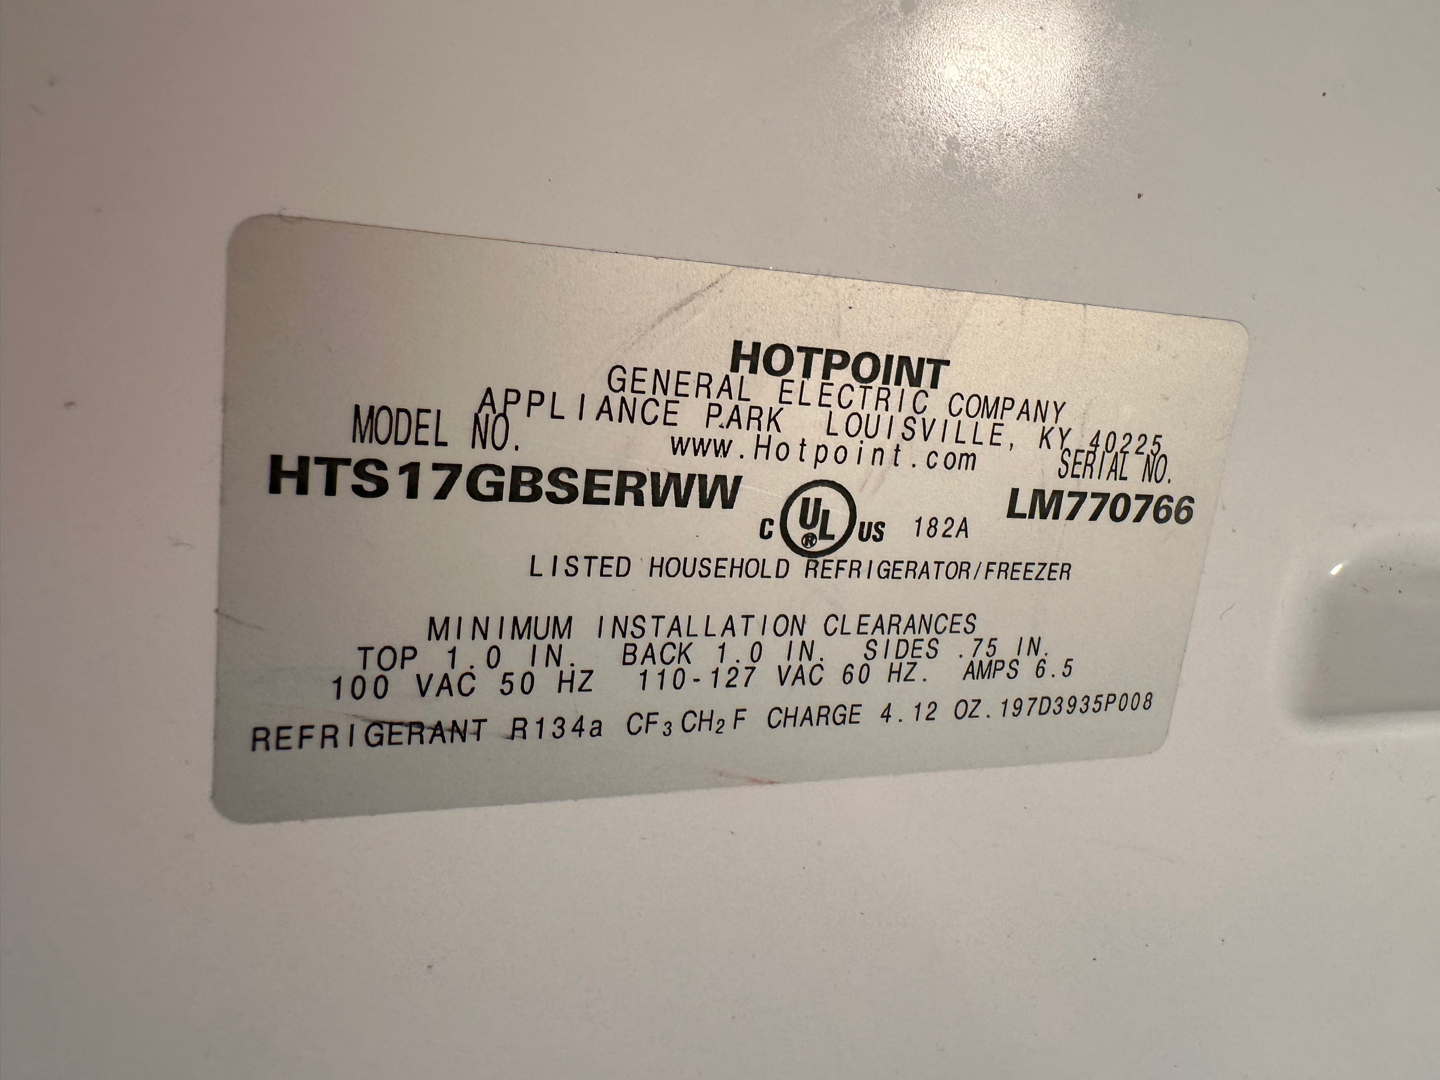 HOTPOINT
GENERAL ELECTRIC COMPANY
APPLIANCE PARK LOUISVILLE, KY 40225
MODEL NO. www.Hotpoint.com SERIAL NO.
HTS17GBSERWW LM770766
C UL® US 182A
LISTED HOUSEHOLD REFRIGERATOR/FREEZER
MINIMUM INSTALLATION CLEARANCES
TOP 1.0 IN. BACK 1.0 IN. SIDES .75 IN.
100 VAC 50 HZ 110-127 VAC 60 HZ. AMPS 6.5
REFRIGERANT R134a CF₃CH₂F CHARGE 4.12 OZ.197D3935P008